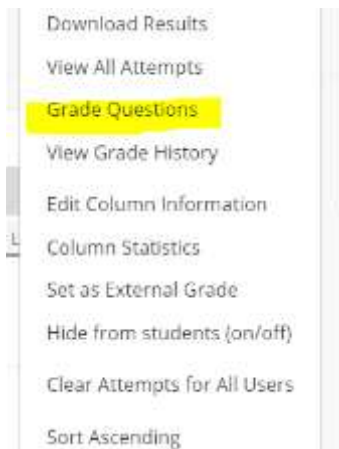 Download Results
View All Attempts
Grade Questions
View Grade History
Edit Column Information
L
Column Statistics
Set as External Grade
Hide from students (on/off)
Clear Attempts for All Users
Sort Ascending